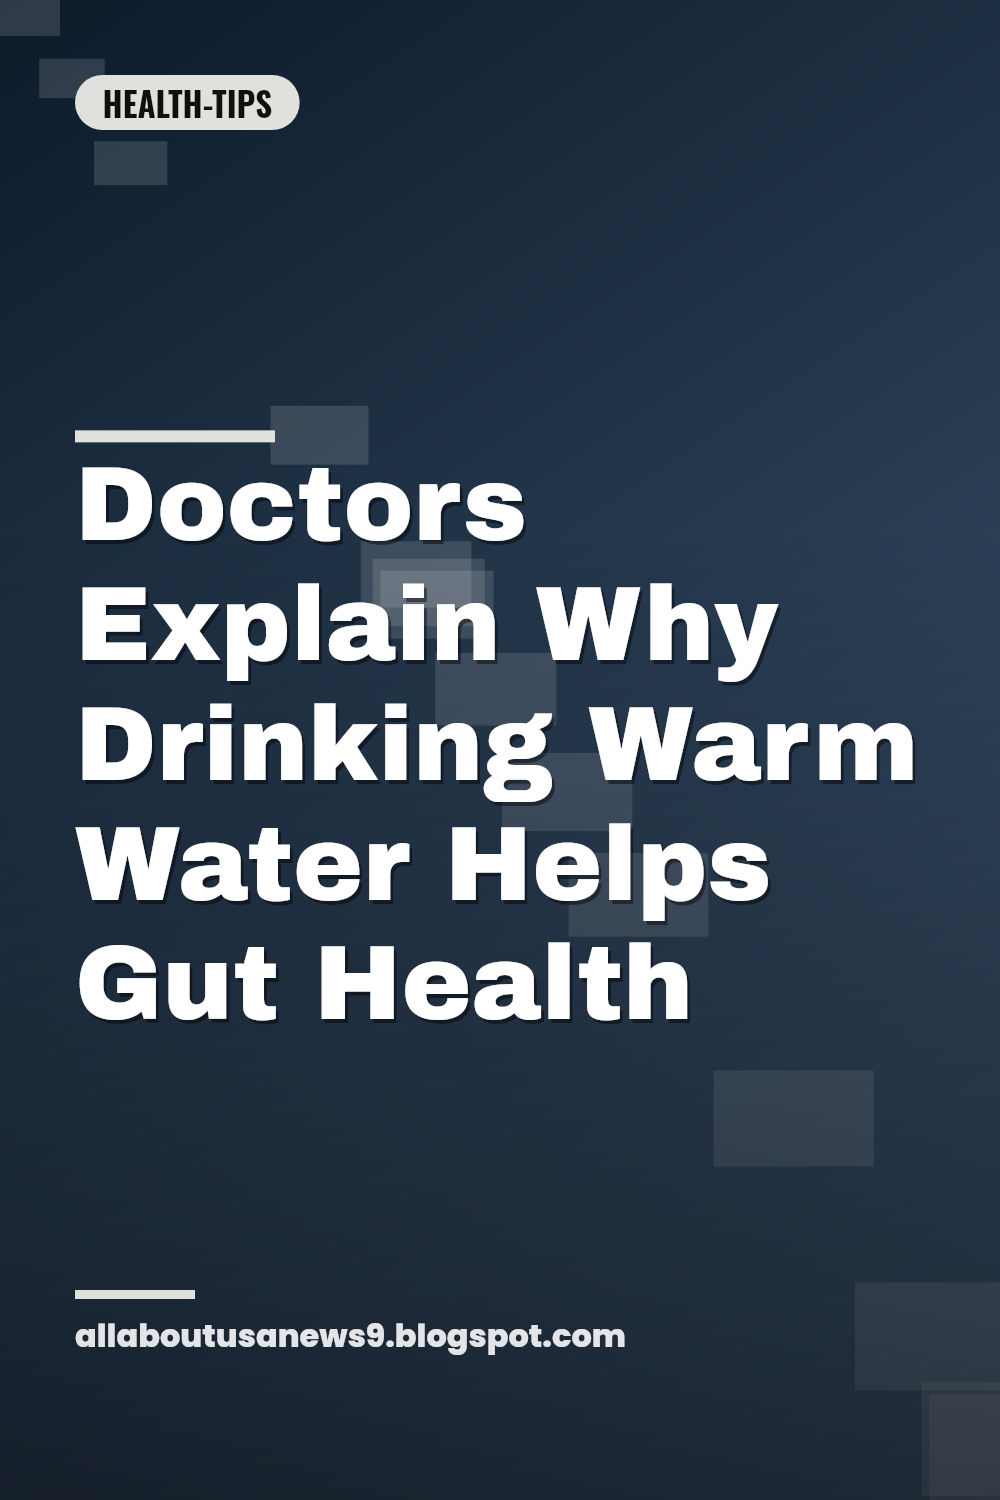 HEALTH-TIPS
Doctors
Explain Why
Drinking Warm
Water Helps
Gut Health
allaboutusanews9.blogspot.com